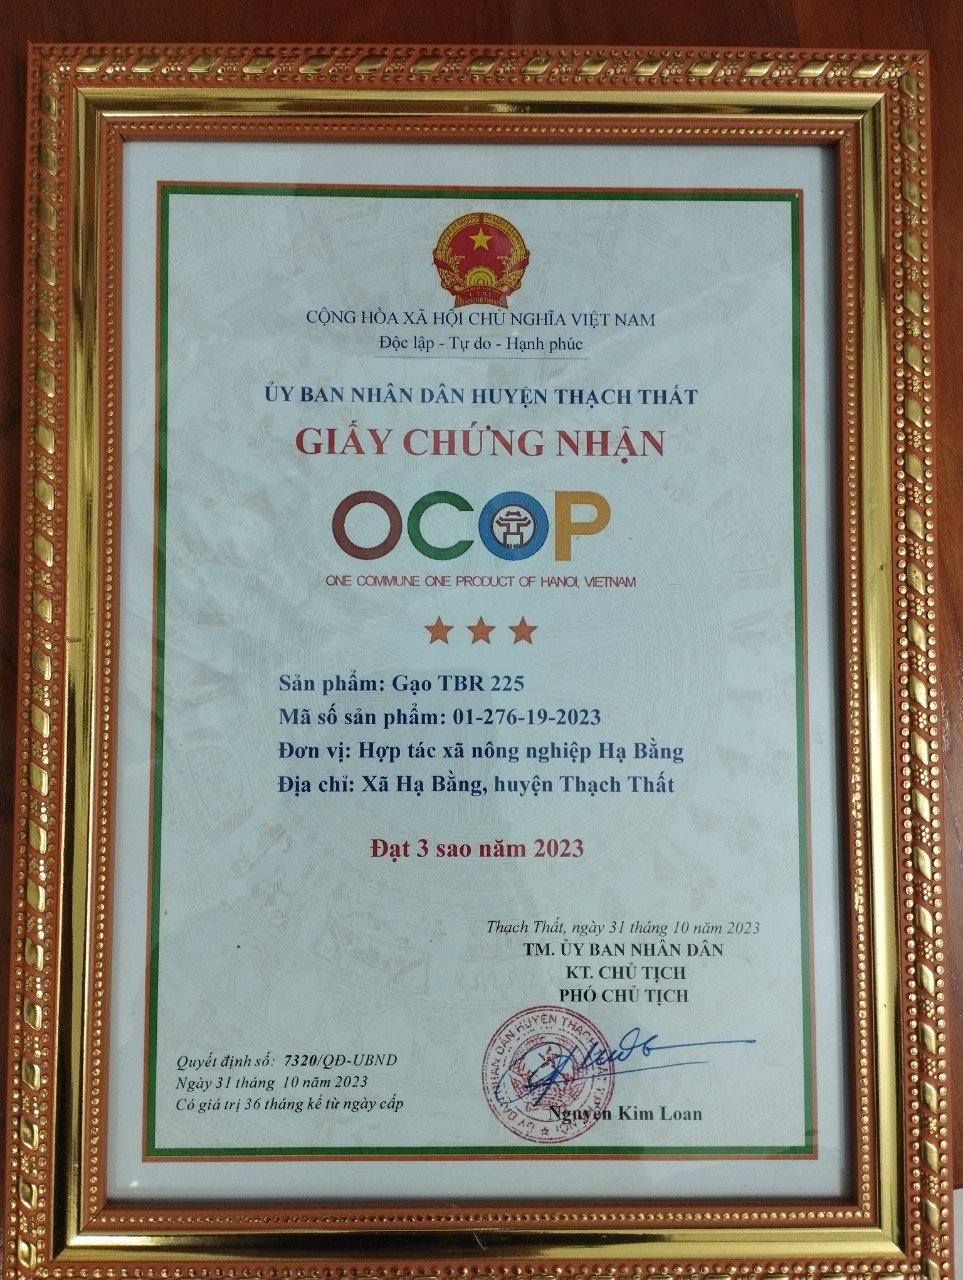 CỘNG HÒA XÃ HỘI CHỦ NGHĨA VIỆT NAM
Độc lập - Tự do - Hạnh phúc
ỦY BAN NHÂN DÂN HUYỆN THẠCH THẤT
GIẤY CHỨNG NHẬN
OCOP
ONE COMMUNE ONE PRODUCT OF HANOI, VIETNAM
Sản phẩm: Gạo TBR 225
Mã số sản phẩm: 01-276-19-2023
Đơn vị: Hợp tác xã nông nghiệp Hạ Bằng
Địa chỉ: Xã Hạ Bằng, huyện Thạch Thất
Đạt 3 sao năm 2023
Thạch Thất, ngày 31 tháng 10 năm 2023
TM. ỦY BAN NHÂN DÂN
KT. CHỦ TỊCH
PHÓ CHỦ TỊCH
Nguyễn Kim Loan
Quyết định số: 7320/QĐ-UBND
Ngày 31 tháng 10 năm 2023
Có giá trị 36 tháng kể từ ngày cấp